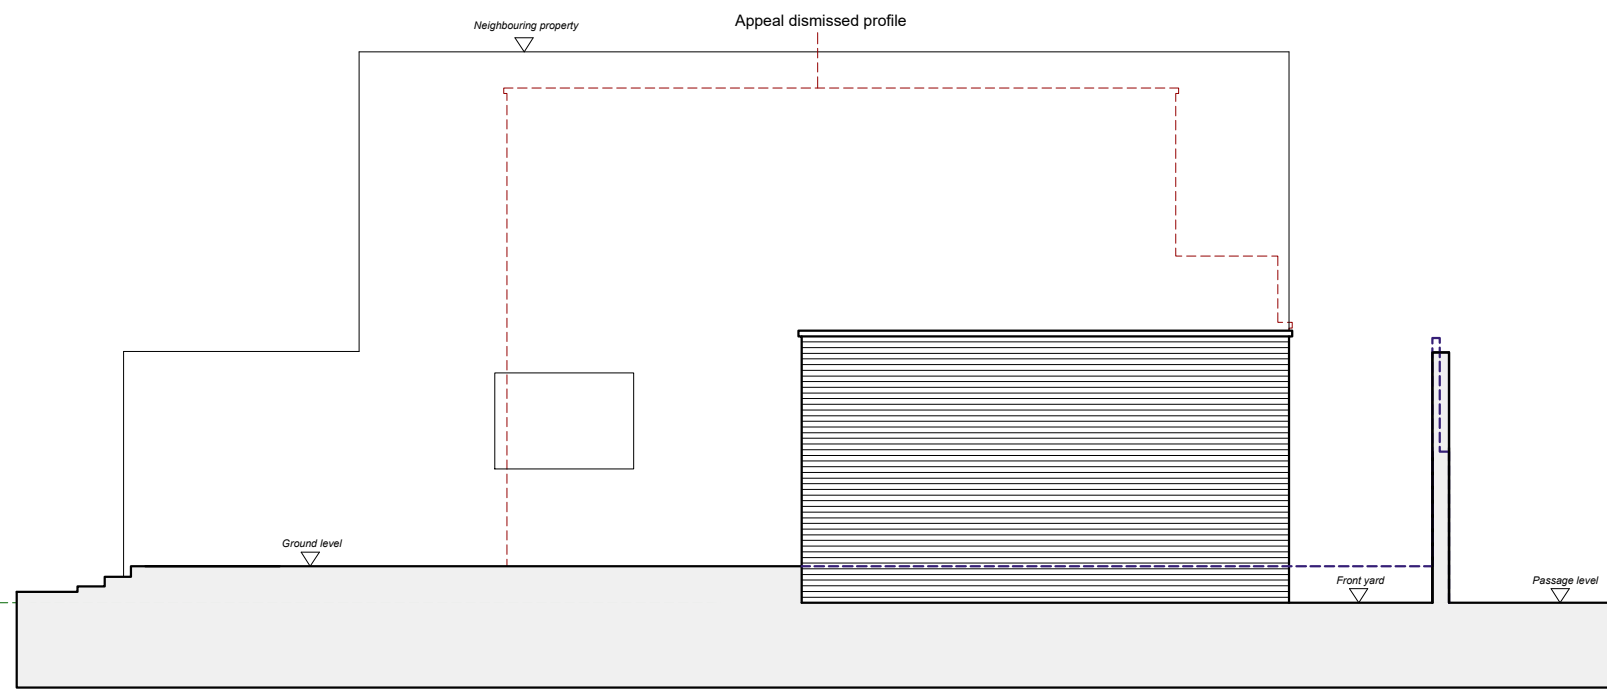 Appeal dismissed profile
Neighbouring property
Ground level
Front yard
Passage level